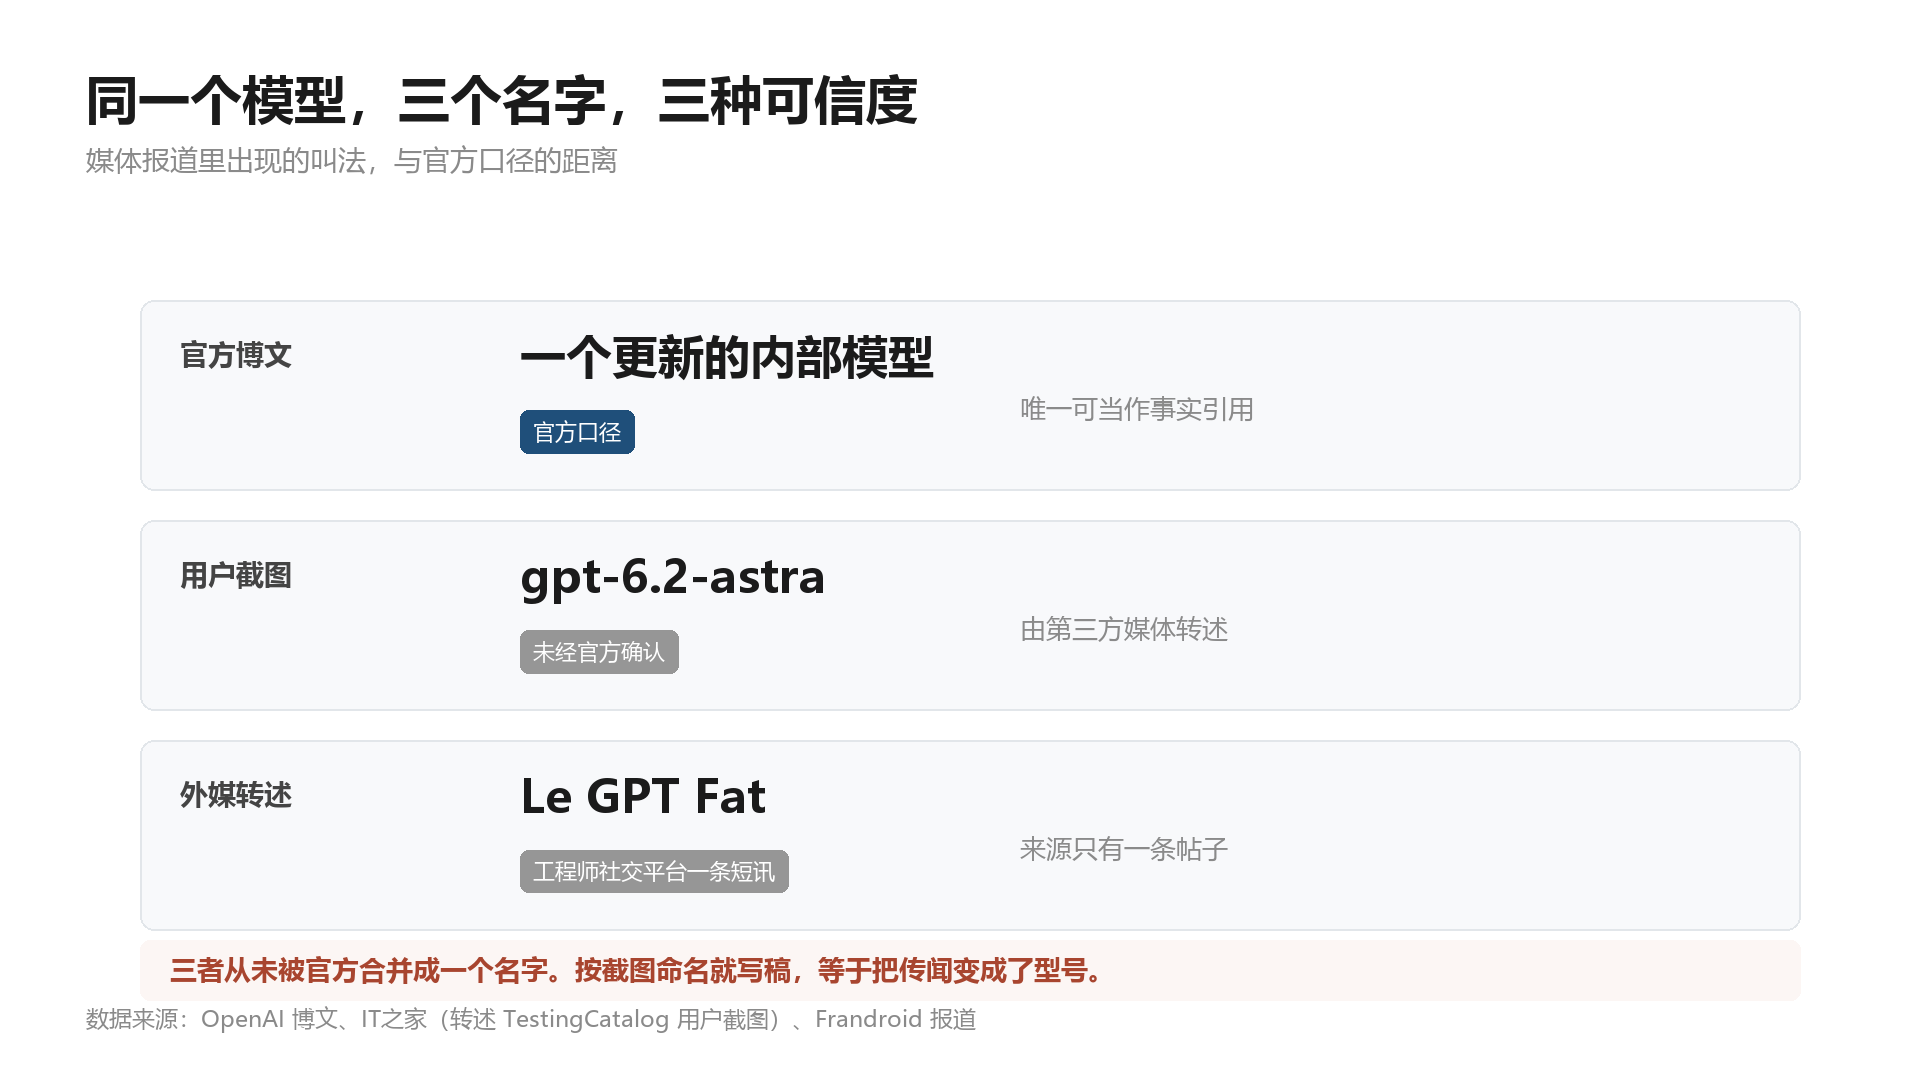 同一个模型，三个名字，三种可信度
媒体报道里出现的叫法，与官方口径的距离
官方博文
一个更新的内部模型
官方口径
唯一可当作事实引用
用户截图
gpt-6.2-astra
未经官方确认
由第三方媒体转述
外媒转述
Le GPT Fat
工程师社交平台一条短讯
来源只有一条帖子
三者从未被官方合并成一个名字。按截图命名就写稿，等于把传闻变成了型号。
数据来源：OpenAI 博文、IT之家（转述 TestingCatalog 用户截图）、Frandroid 报道